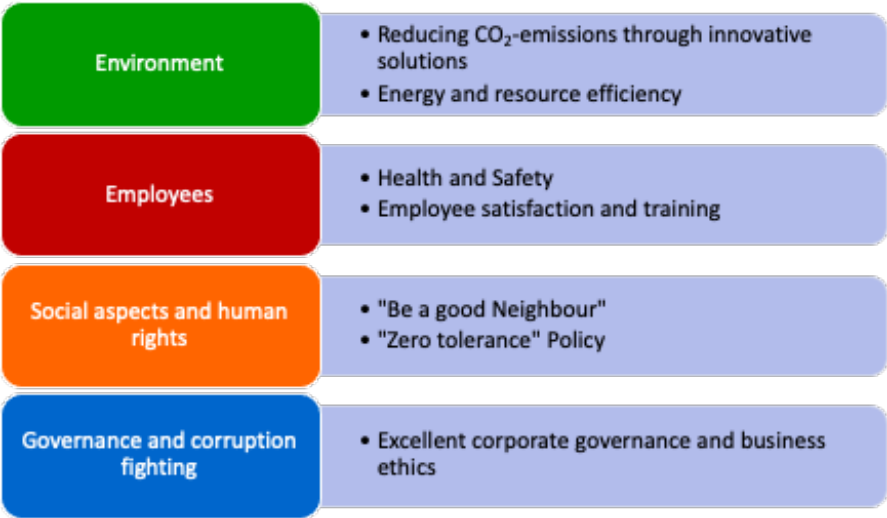 Environment
• Reducing CO₂-emissions through innovative
solutions
• Energy and resource efficiency
Employees
• Health and Safety
• Employee satisfaction and training
Social aspects and human
rights
• "Be a good Neighbour"
• "Zero tolerance" Policy
Governance and corruption
fighting
• Excellent corporate governance and business
ethics